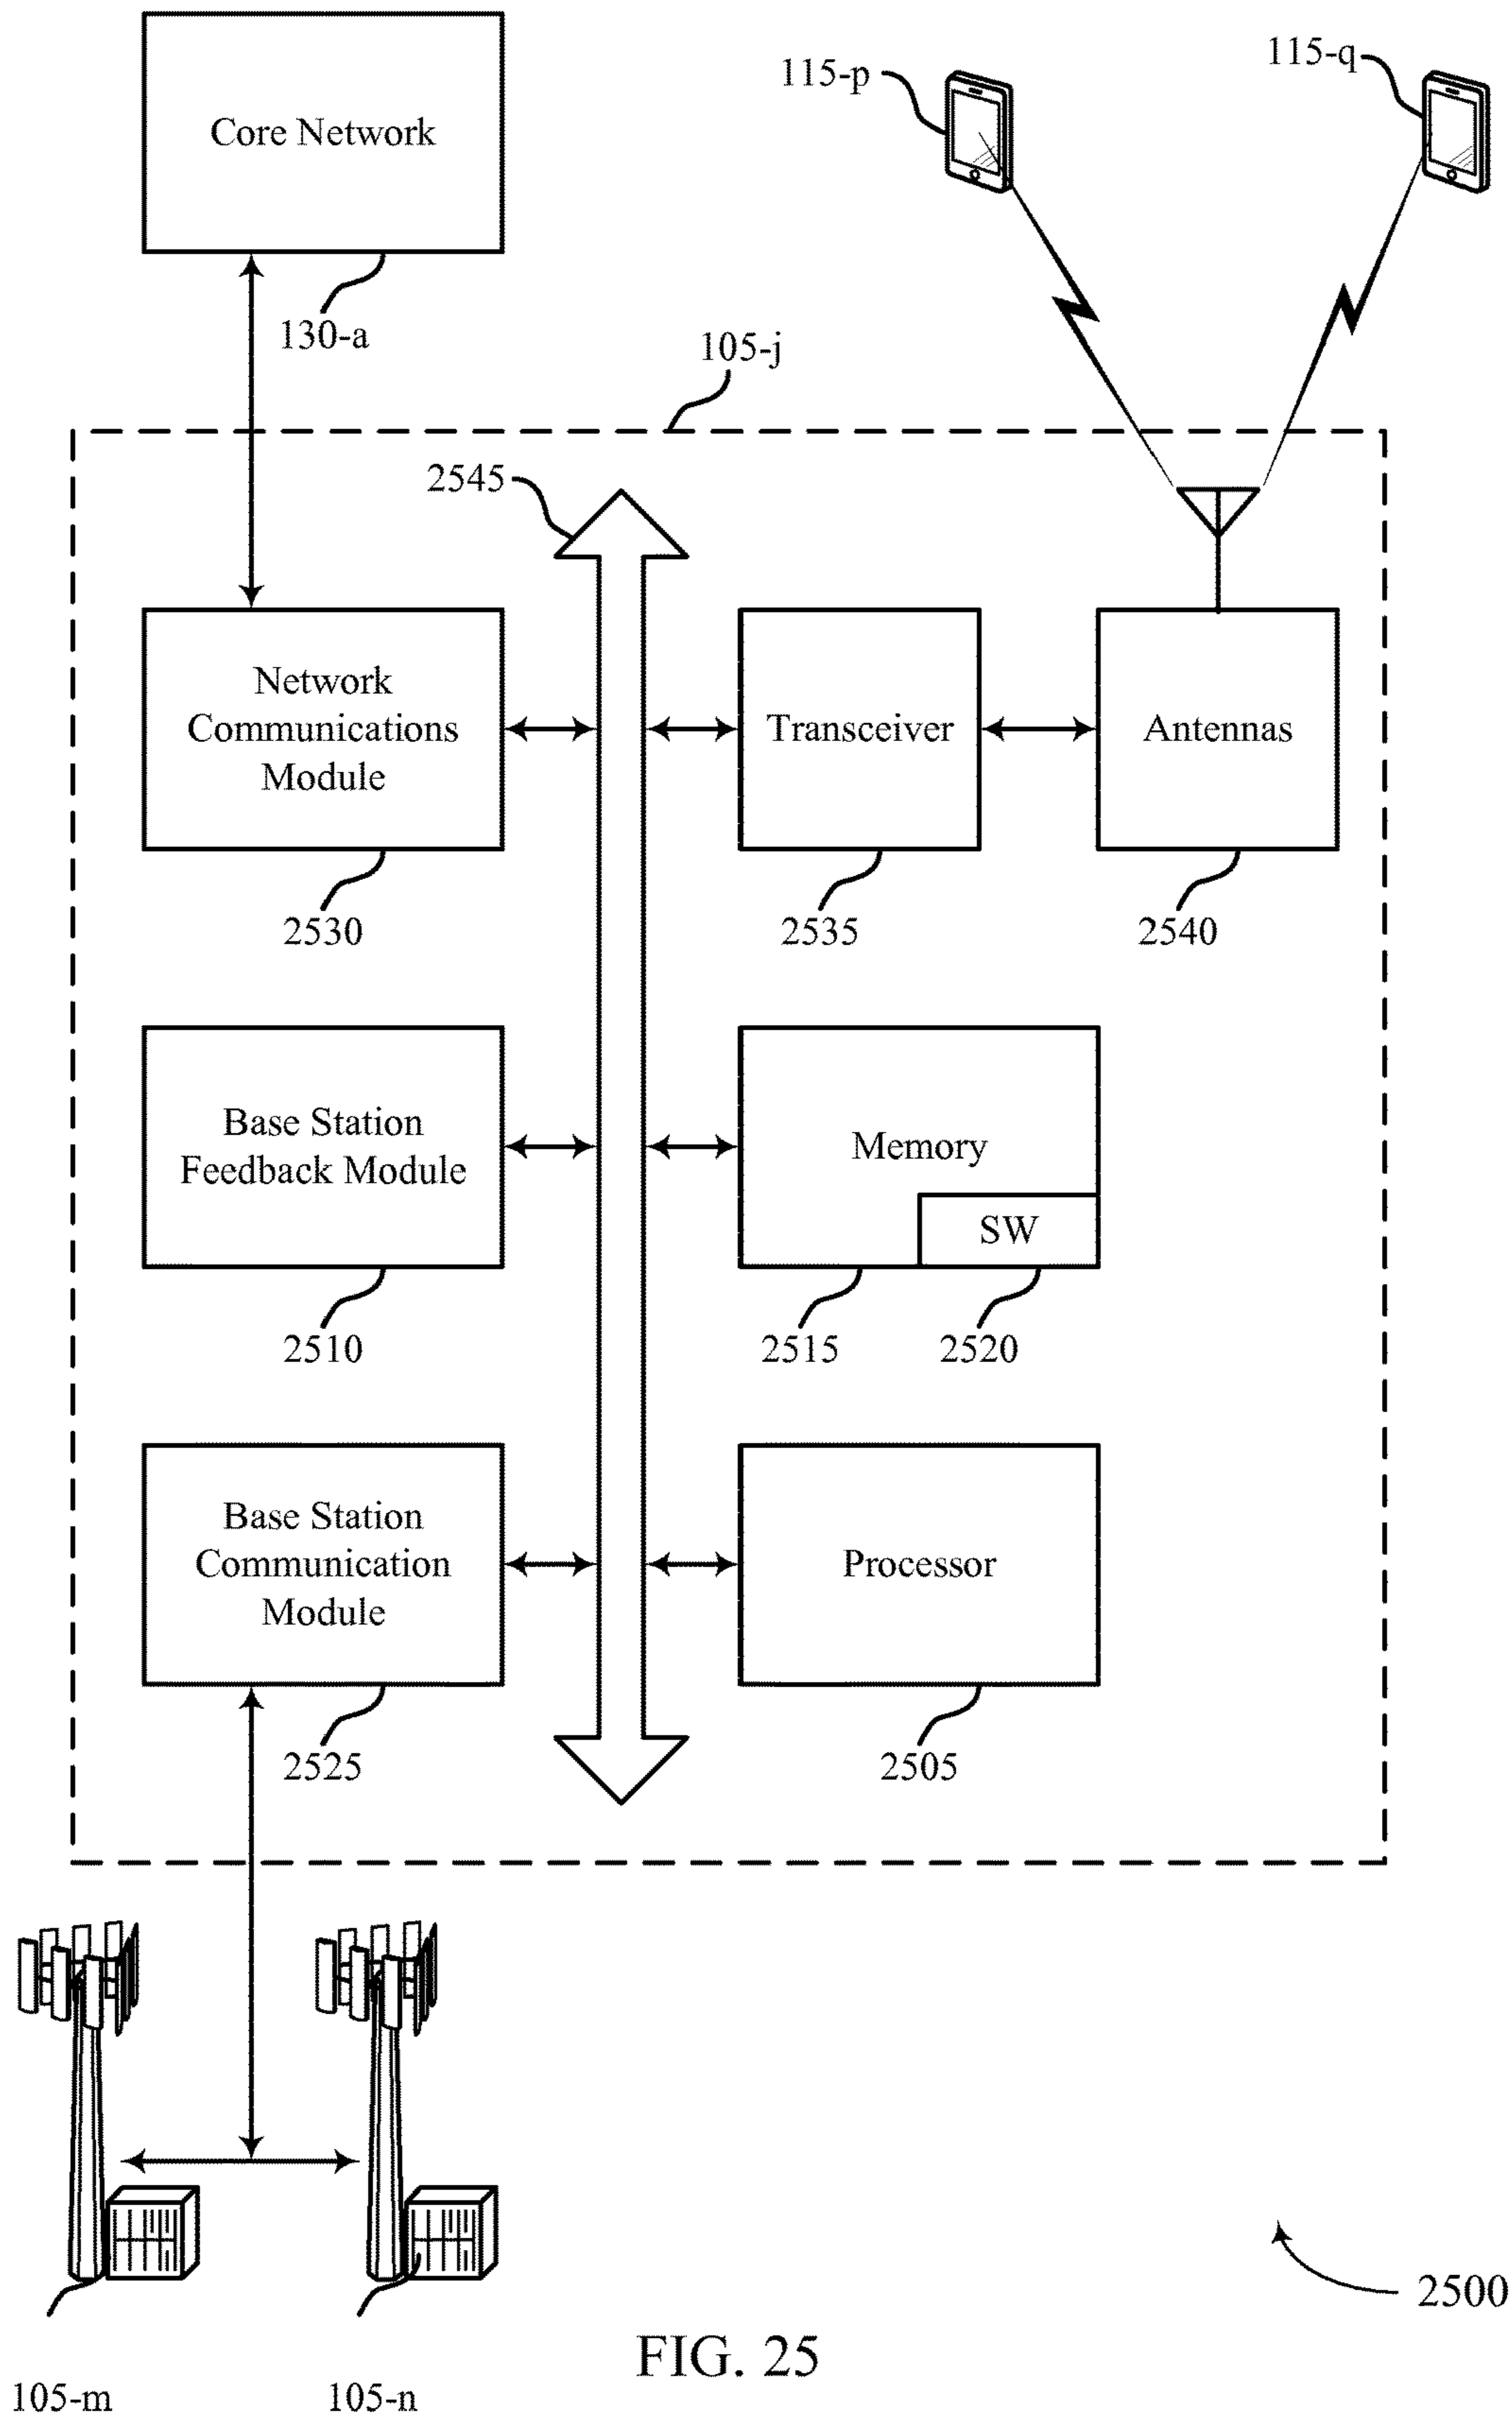 Core Network
115-p
115-q
130-a
105-j
2545
Network
Communications
Module
Transceiver
Antennas
2530
2535
2540
Base Station
Feedback Module
Memory
SW
2510
2515
2520
Base Station
Communication
Module
Processor
2525
2505
2500
FIG. 25
105-m
105-n